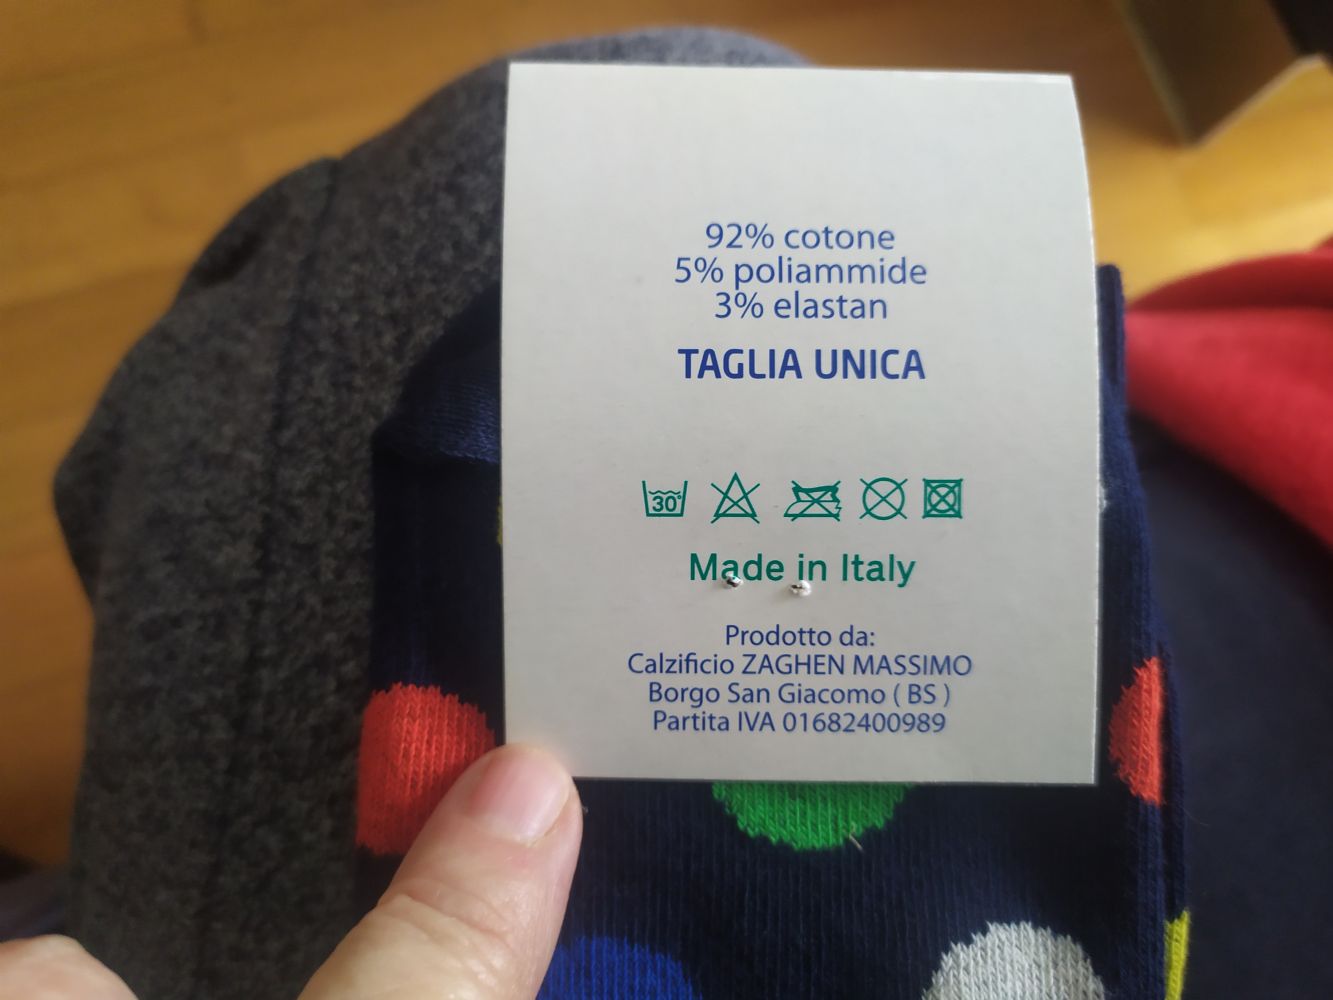 92% cotone
5% poliammide
3% elastan
TAGLIA UNICA
30°
Made in Italy
Prodotto da:
Calzificio ZAGHEN MASSIMO
Borgo San Giacomo ( BS )
Partita IVA 01682400989